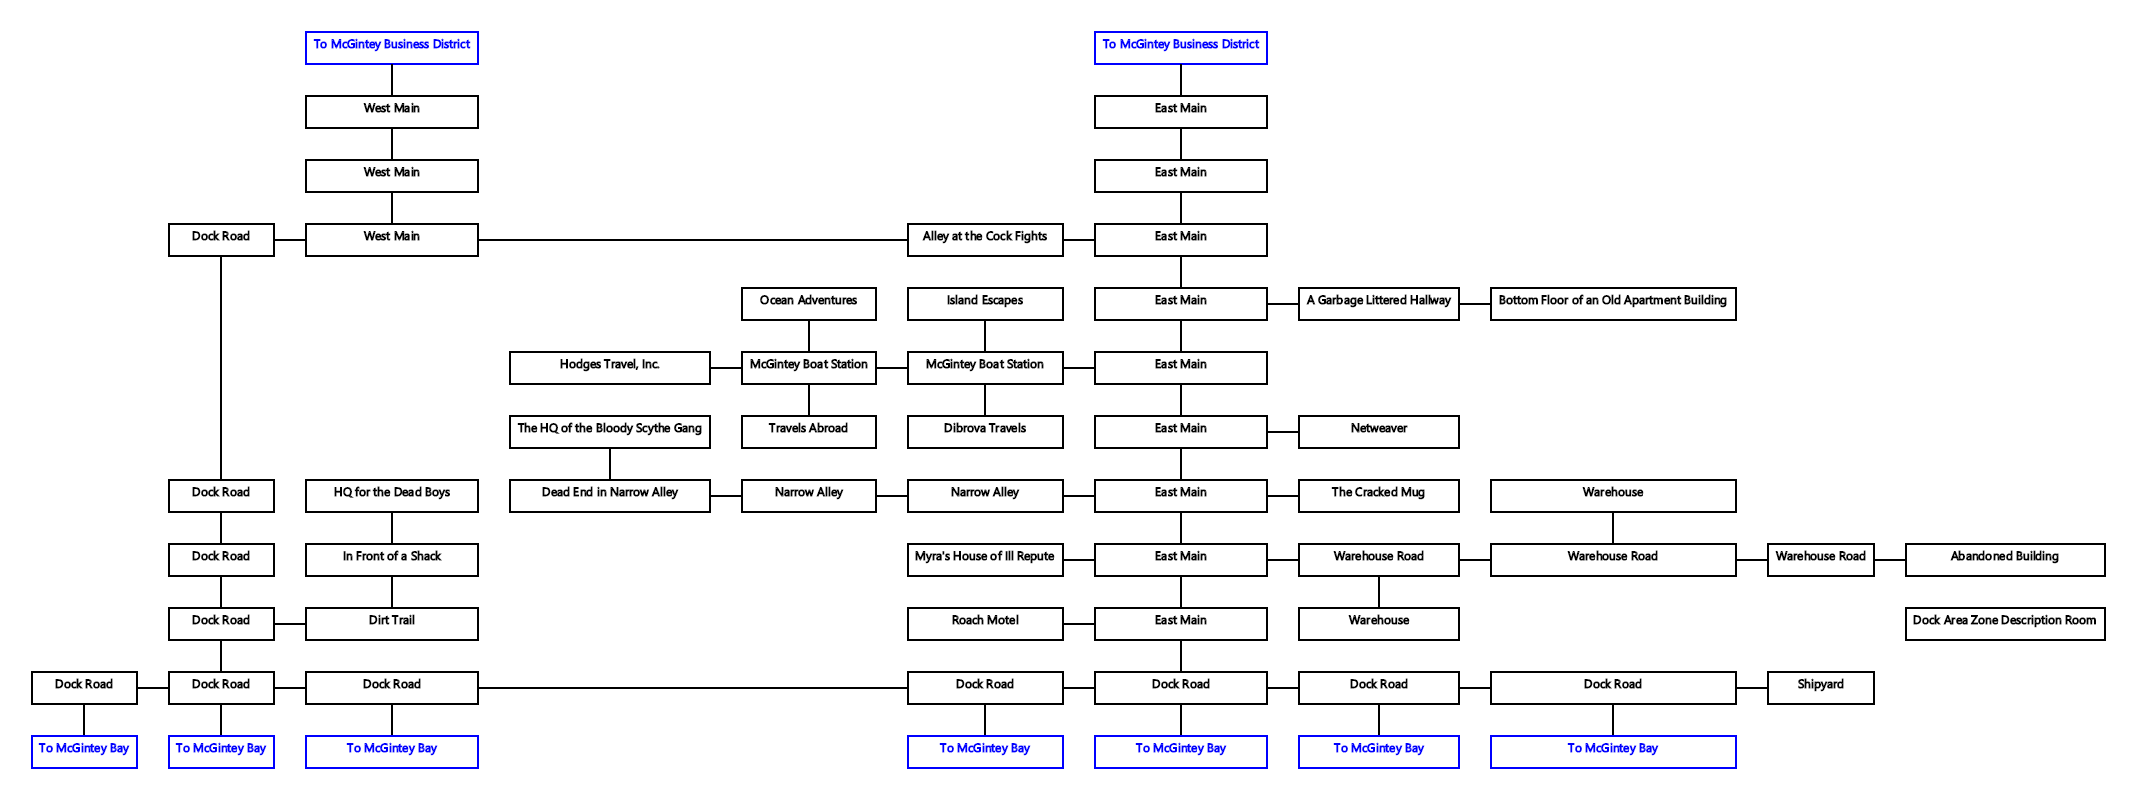 To McGintey Business District
To McGintey Business District
West Main
East Main
West Main
East Main
Dock Road
West Main
Alley at the Cock Fights
East Main
Ocean Adventures
Island Escapes
East Main
A Garbage Littered Hallway
Bottom Floor of an Old Apartment Building
Hodges Travel, Inc.
McGintey Boat Station
McGintey Boat Station
East Main
The HQ of the Bloody Scythe Gang
Travels Abroad
Dibrova Travels
East Main
Netweaver
Dock Road
HQ for the Dead Boys
Dead End in Narrow Alley
Narrow Alley
Narrow Alley
East Main
The Cracked Mug
Warehouse
Dock Road
In Front of a Shack
Myra's House of Ill Repute
East Main
Warehouse Road
Warehouse Road
Warehouse Road
Abandoned Building
Dock Road
Dirt Trail
Roach Motel
East Main
Warehouse
Dock Area Zone Description Room
Dock Road
Dock Road
Dock Road
Dock Road
Dock Road
Dock Road
Dock Road
Shipyard
To McGintey Bay
To McGintey Bay
To McGintey Bay
To McGintey Bay
To McGintey Bay
To McGintey Bay
To McGintey Bay